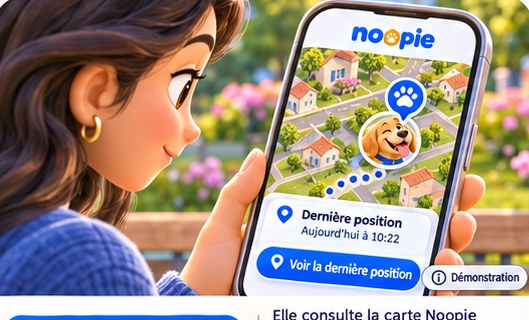 noopie
Dernière position
Aujourd'hui à 10:22
Voir la dernière position
Démonstration
Elle consulte la carte Noopie